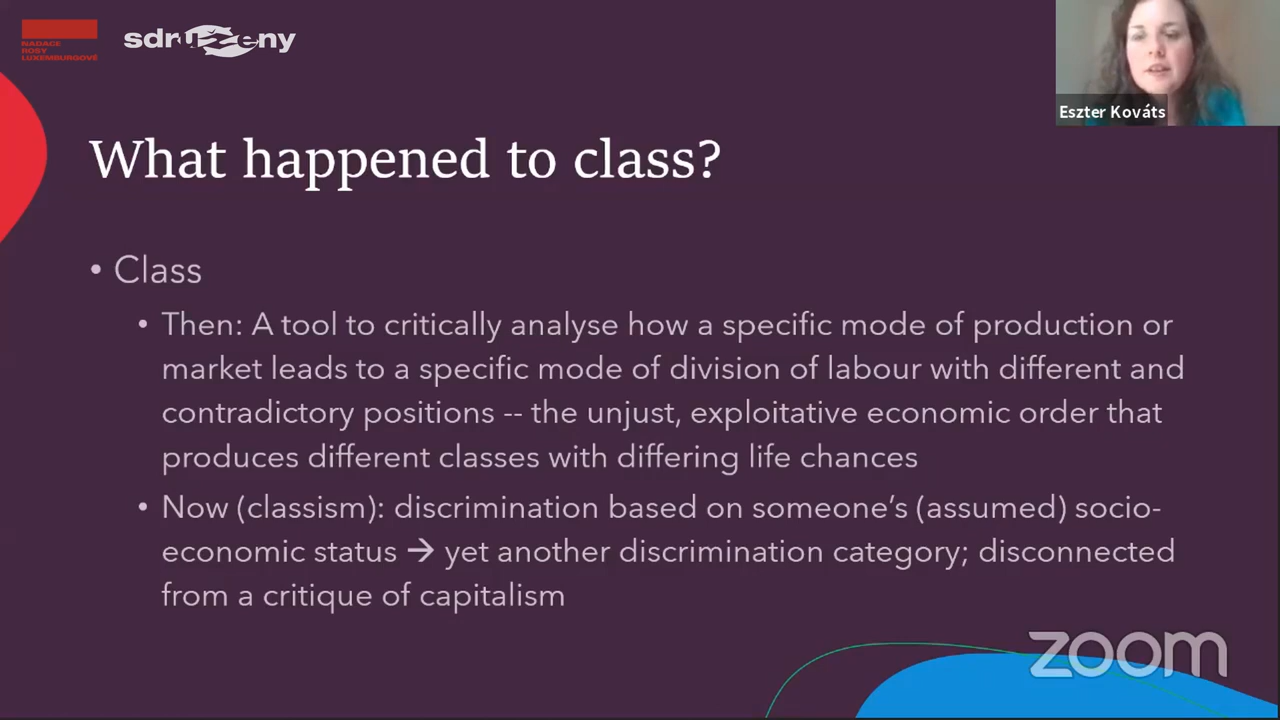 NADACE
ROSY
LUXEMBURGOVÉ
sdruženy
Eszter Kováts
What happened to class?
• Class
• Then: A tool to critically analyse how a specific mode of production or
market leads to a specific mode of division of labour with different and
contradictory positions -- the unjust, exploitative economic order that
produces different classes with differing life chances
• Now (classism): discrimination based on someone’s (assumed) socio-
economic status → yet another discrimination category; disconnected
from a critique of capitalism
zoom